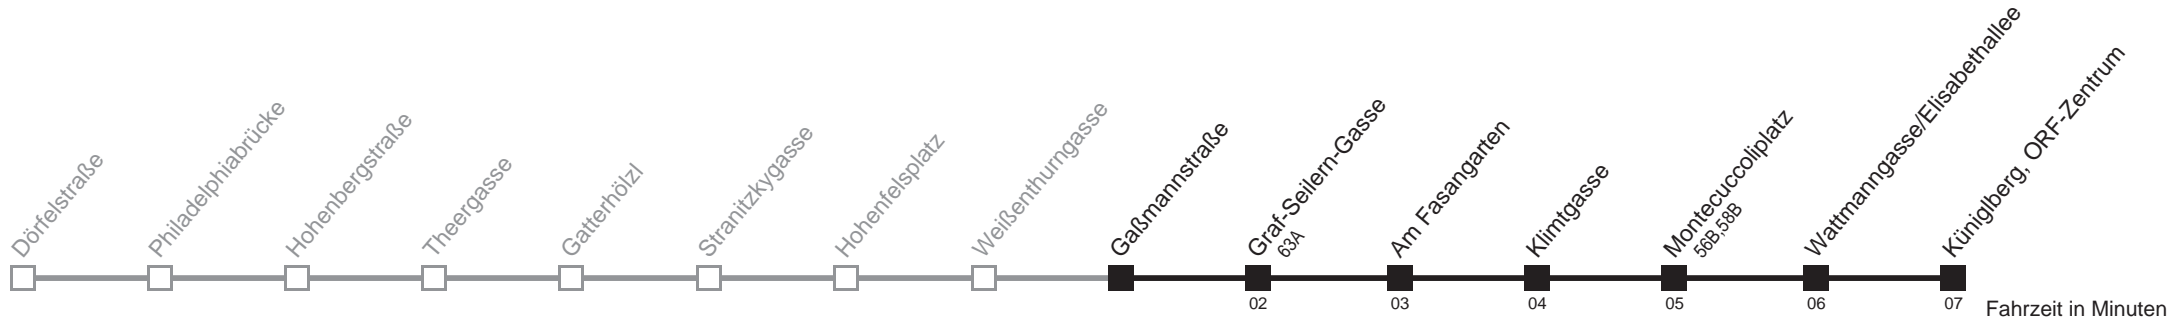 Dörfelstraße
Philadelphiabrücke
Hohenbergstraße
Theergasse
Gatterhölzl
Stranitzkygasse
Hohenfelsplatz
Weißenthurngasse
Gaßmannstraße
Graf-Seilern-Gasse
63A
Am Fasangarten
Klimtgasse
Montecuccoliplatz
56B,58B
Wattmanngasse/Elisabethallee
Küniglberg, ORF-Zentrum
02
03
04
05
06
07
Fahrzeit in Minuten